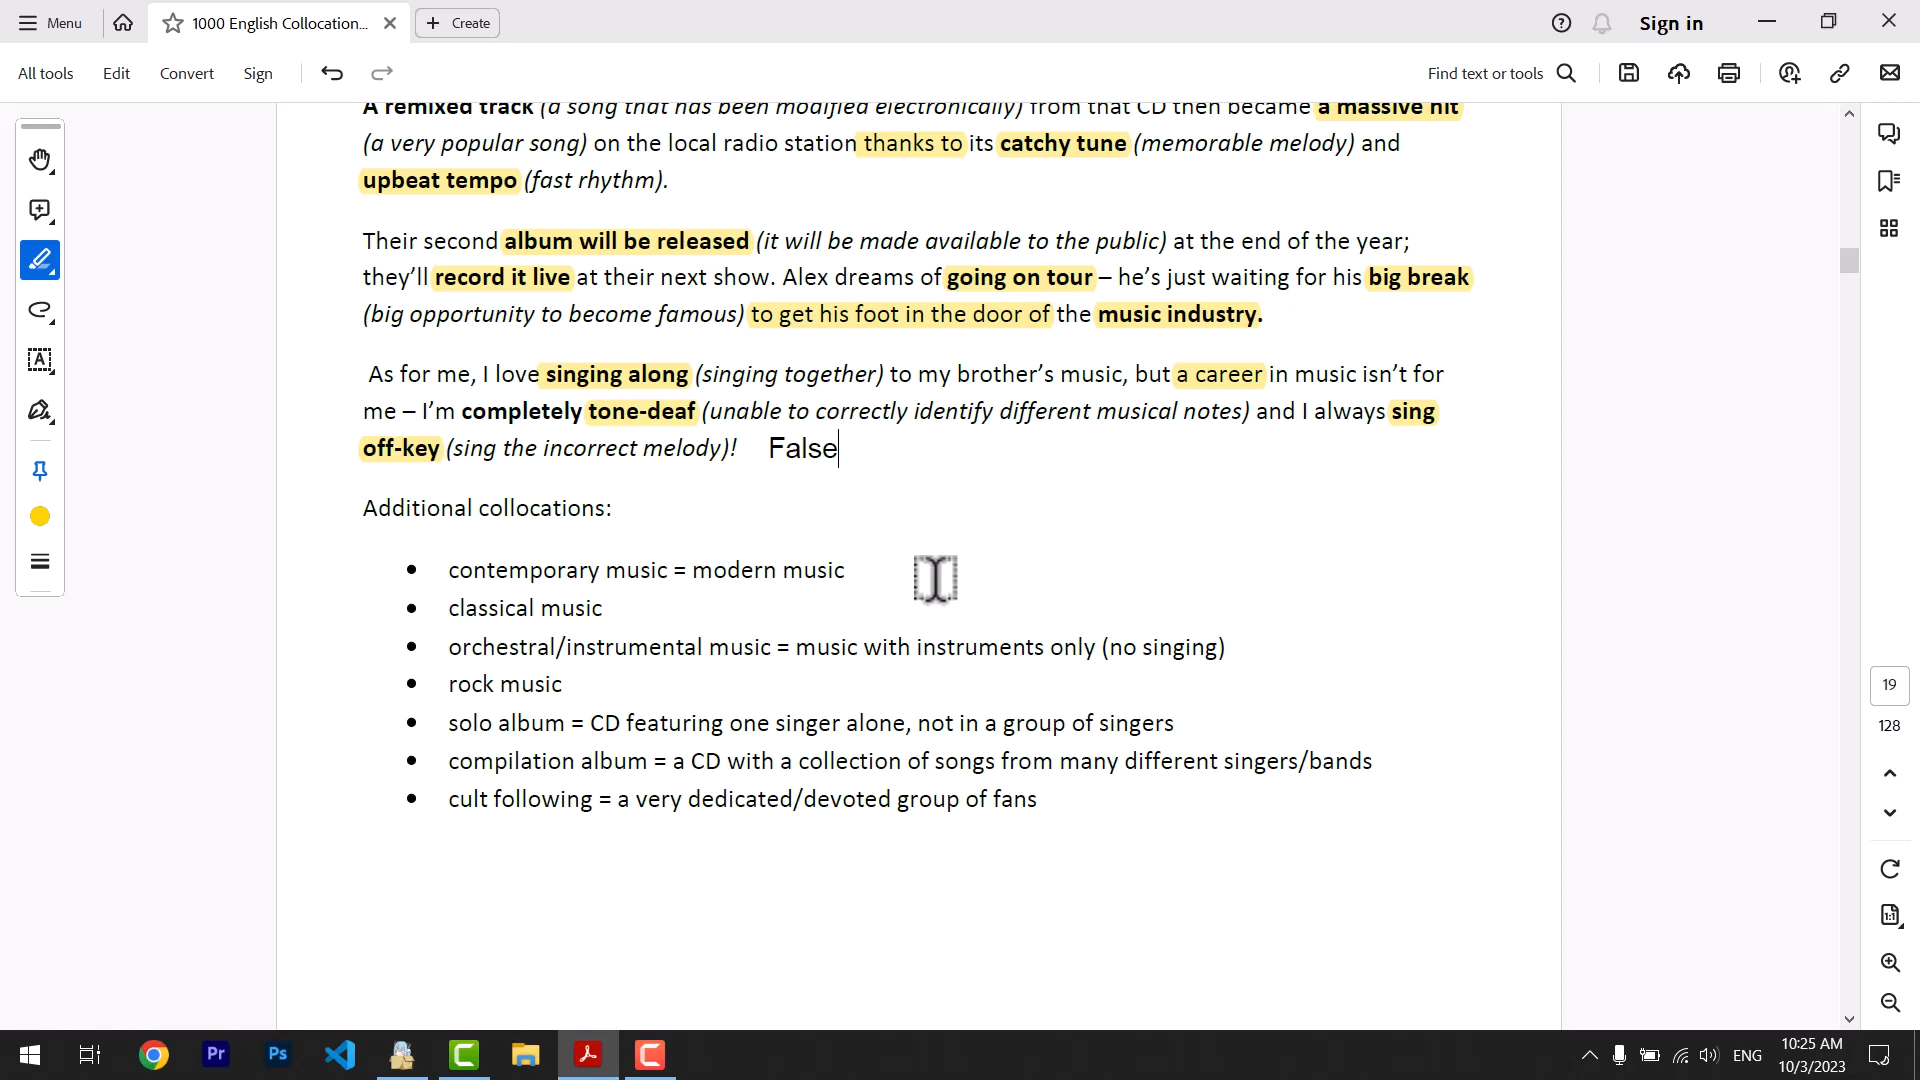 Menu
1000 English Collocation...
Create
Sign in
All tools
Edit
Convert
Sign
Find text or tools
A remixed track (a song that has been modified electronically) from that CD then became a massive hit
(a very popular song) on the local radio station thanks to its catchy tune (memorable melody) and
upbeat tempo (fast rhythm).
Their second album will be released (it will be made available to the public) at the end of the year;
they’ll record it live at their next show. Alex dreams of going on tour – he’s just waiting for his big break
(big opportunity to become famous) to get his foot in the door of the music industry.
As for me, I love singing along (singing together) to my brother’s music, but a career in music isn’t for
me – I’m completely tone-deaf (unable to correctly identify different musical notes) and I always sing
off-key (sing the incorrect melody)! False
Additional collocations:
• contemporary music = modern music
• classical music
• orchestral/instrumental music = music with instruments only (no singing)
• rock music
• solo album = CD featuring one singer alone, not in a group of singers
• compilation album = a CD with a collection of songs from many different singers/bands
• cult following = a very dedicated/devoted group of fans
19
128
Pr
Ps
ENG
10:25 AM
10/3/2023